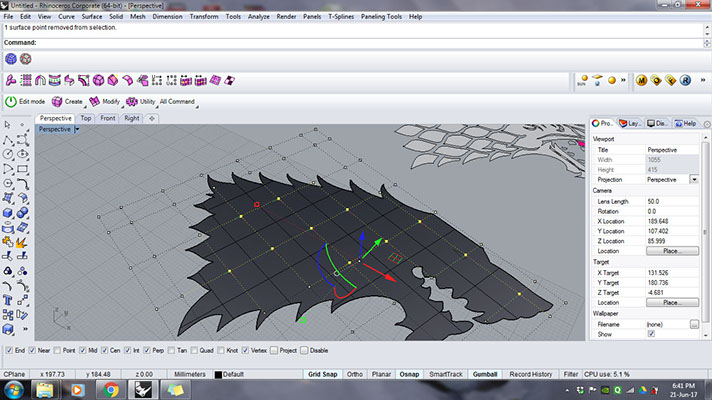 Untitled - Rhinoceros Corporate (64-bit) - [Perspective]
File Edit View Curve Surface Solid Mesh Dimension Transform Tools Analyze Render Panels T-Splines Paneling Tools Help
1 surface point removed from selection.
Command:
Edit mode Create Modify Utility All Command
Perspective Top Front Right
Perspective
Pro... Lay... Dis... Help
Viewport
Title Perspective
Width 1055
Height 415
Projection Perspective
Camera
Lens Length 50.0
Rotation 0.0
X Location 189.648
Y Location 107.402
Z Location 85.999
Location Place...
Target
X Target 131.526
Y Target 180.736
Z Target -4.681
Location Place...
Wallpaper
Filename (none) ...
Show
End Near Point Mid Cen Int Perp Tan Quad Knot Vertex Project Disable
CPlane x 197.73 y 184.48 z 0.00 Millimeters Default Grid Snap Ortho Planar Osnap SmartTrack Gumball Record History Filter CPU use: 5.1 %
6:41 PM
21-Jun-17